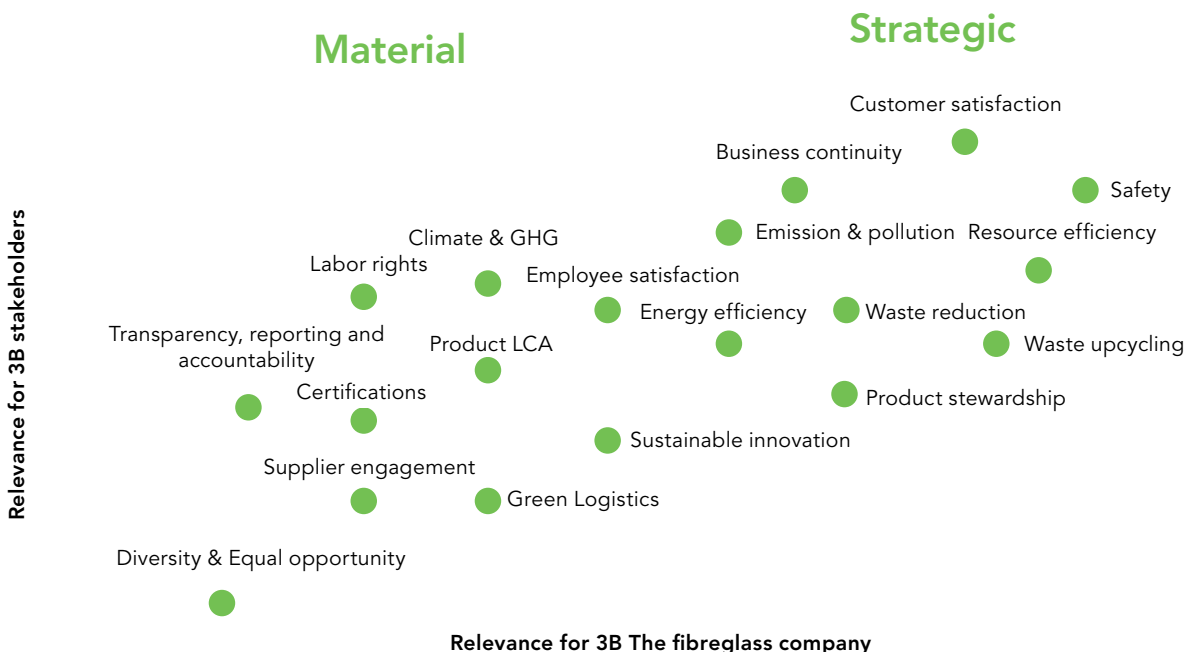 Material
Strategic
Customer satisfaction
Business continuity
Safety
Emission & pollution
Resource efficiency
Climate & GHG
Labor rights
Employee satisfaction
Energy efficiency
Waste reduction
Transparency, reporting and
accountability
Product LCA
Waste upcycling
Certifications
Product stewardship
Sustainable innovation
Supplier engagement
Green Logistics
Diversity & Equal opportunity
Relevance for 3B stakeholders
Relevance for 3B The fibreglass company